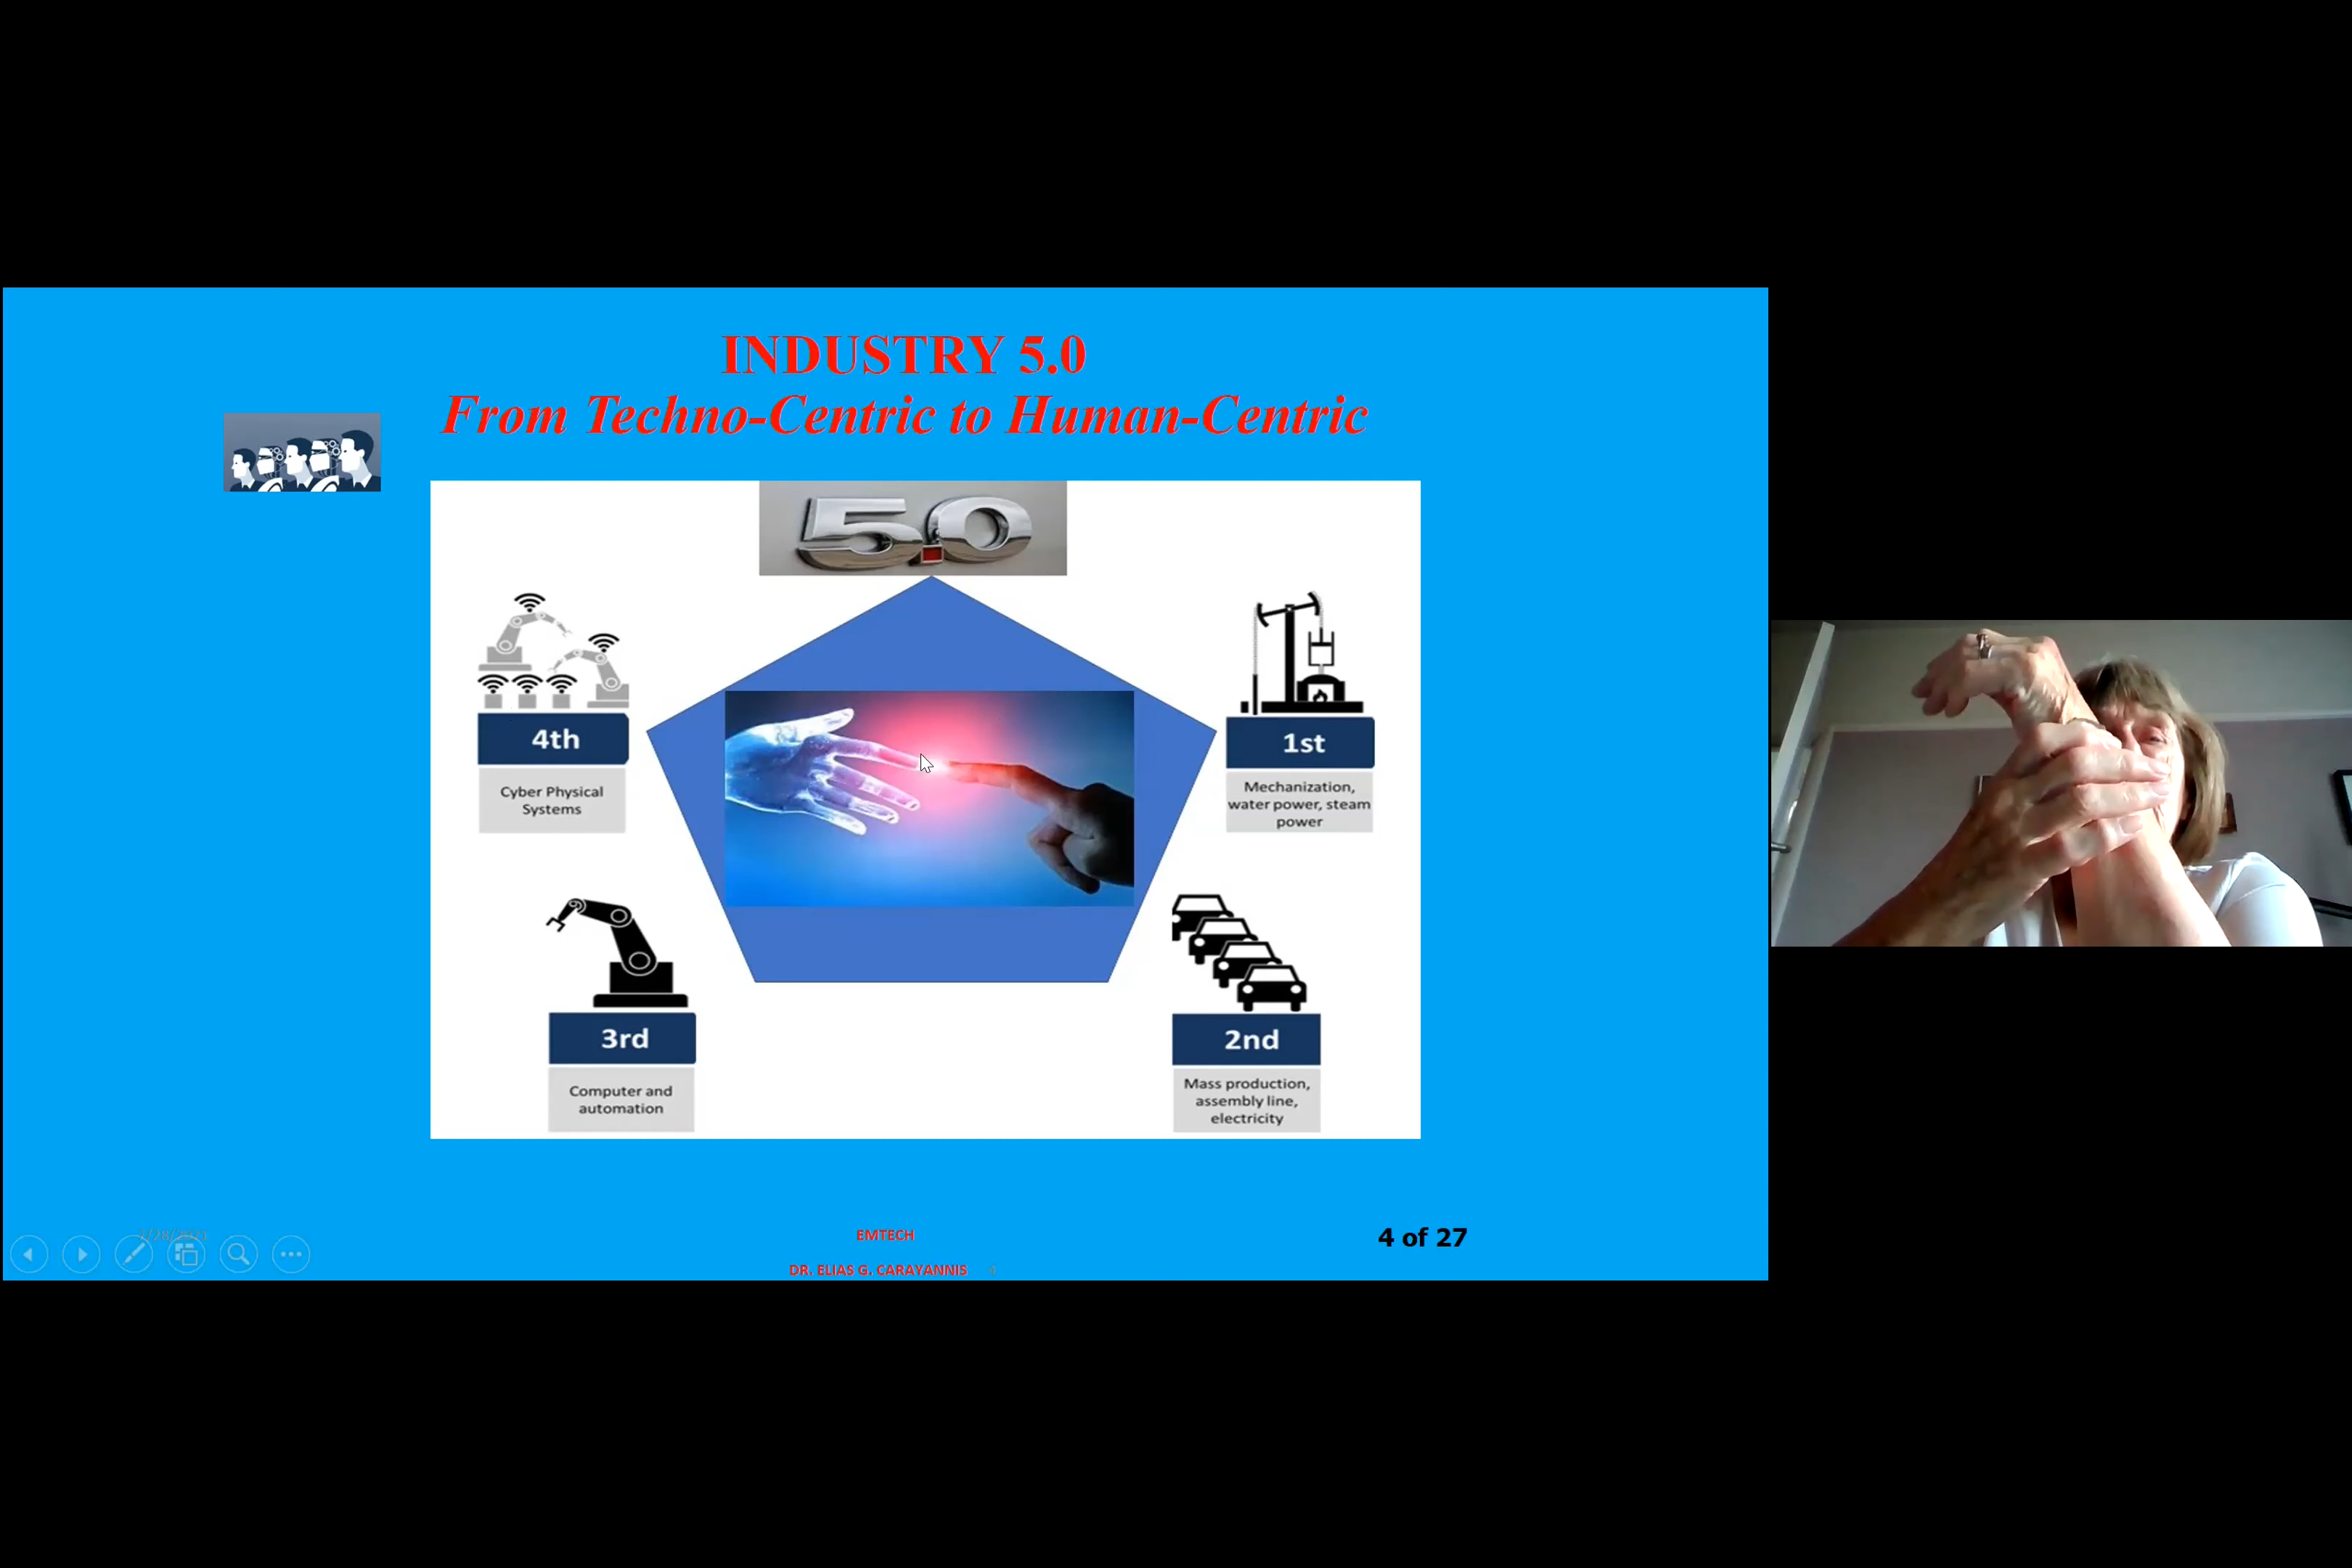 INDUSTRY 5.0
From Techno-Centric to Human-Centric
5.0
4th
Cyber Physical
Systems
1st
Mechanization,
water power, steam
power
3rd
Computer and
automation
2nd
Mass production,
assembly line,
electricity
EMTECH
4 of 27
DR. ELIAS G. CARAYANNIS